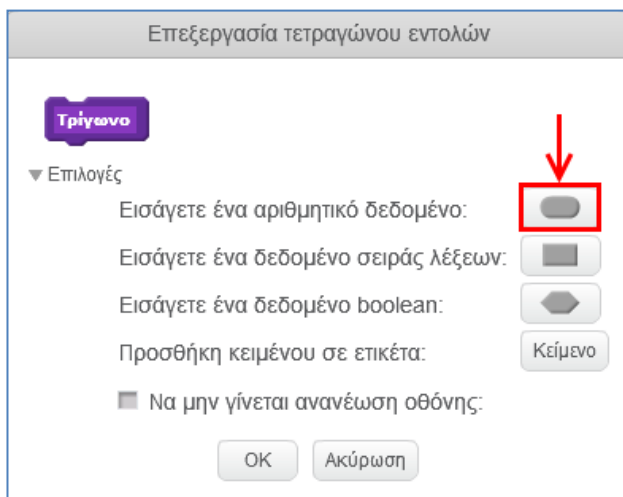 Επεξεργασία τετραγώνου εντολών
Τρίγωνο
Επιλογές
Εισάγετε ένα αριθμητικό δεδομένο:
Εισάγετε ένα δεδομένο σειράς λέξεων:
Εισάγετε ένα δεδομένο boolean:
Προσθήκη κειμένου σε ετικέτα: Κείμενο
Να μην γίνεται ανανέωση οθόνης:
OK Ακύρωση